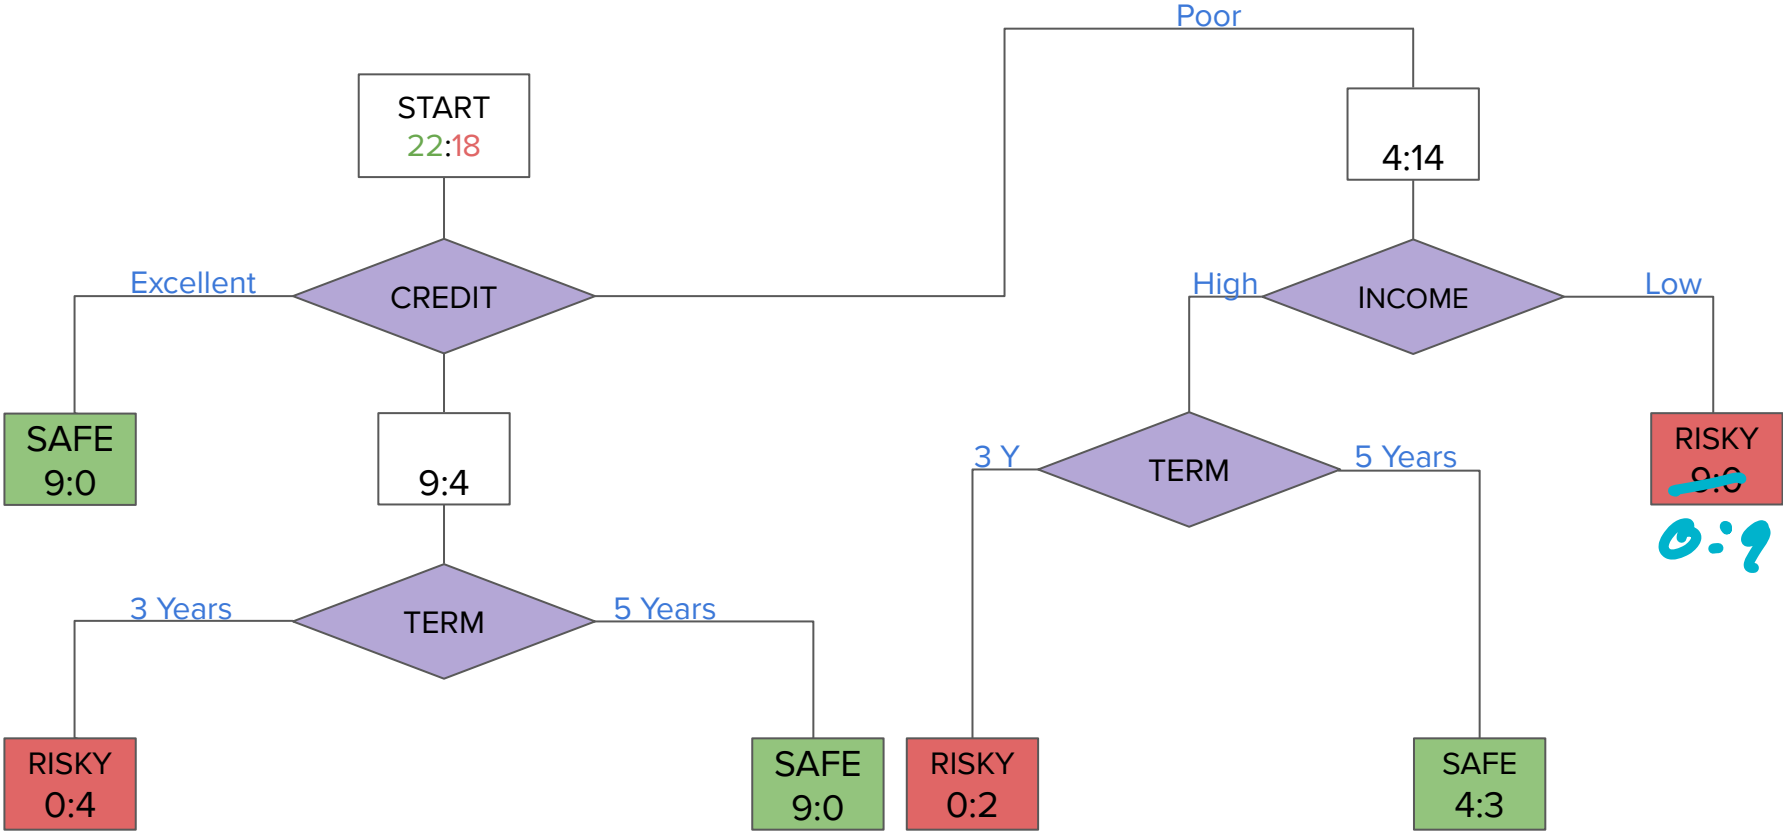 Poor
START
22:18
4:14
Excellent
CREDIT
High
INCOME
Low
SAFE
9:0
9:4
3 Y
TERM
5 Years
RISKY
9:0
0:9
3 Years
TERM
5 Years
RISKY
0:4
SAFE
9:0
RISKY
0:2
SAFE
4:3